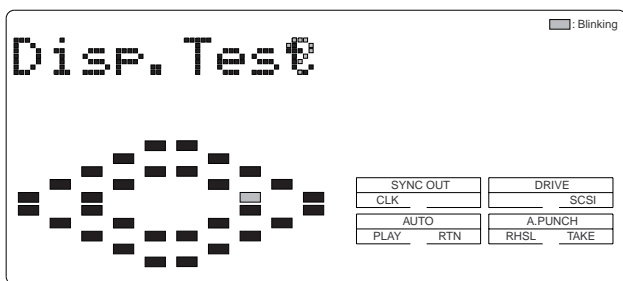 : Blinking
Disp.Test
SYNC OUT DRIVE
CLK SCSI
AUTO A.PUNCH
PLAY RTN RHSL TAKE